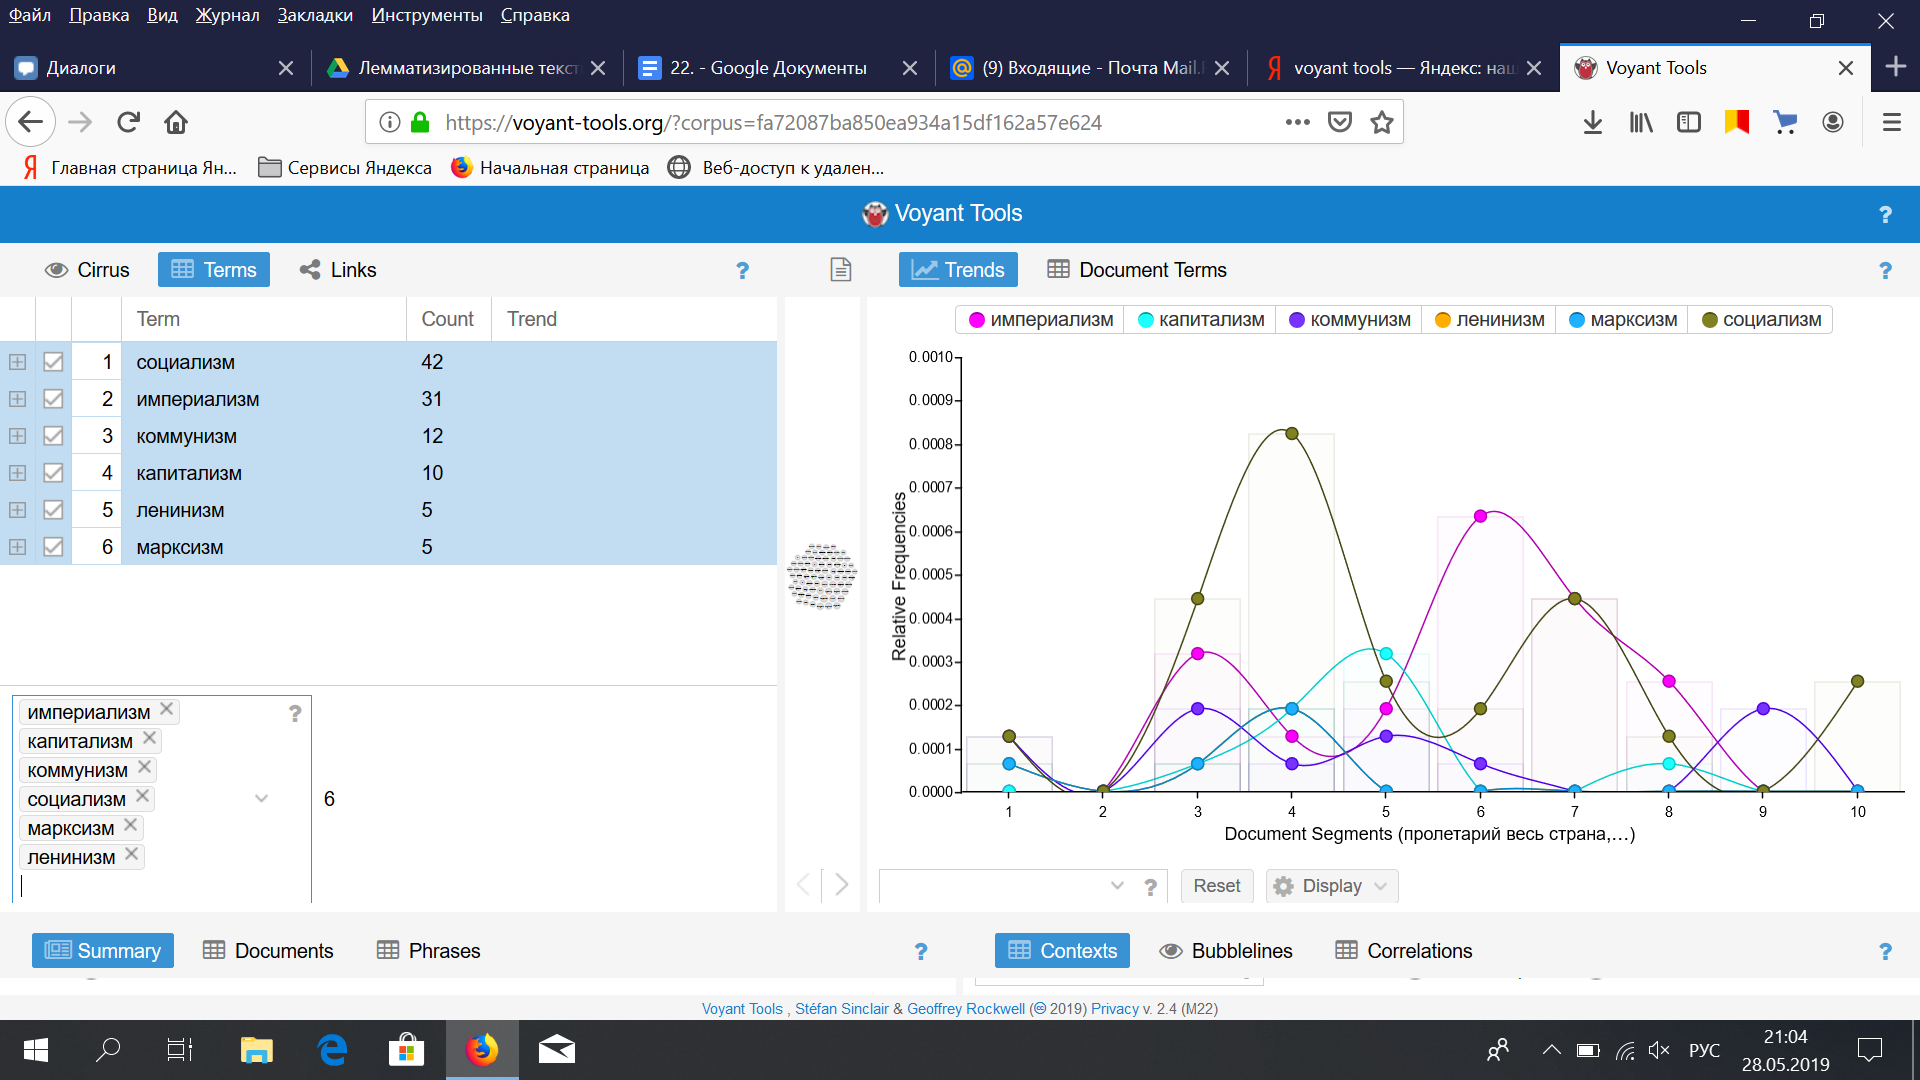 Файл Правка Вид Журнал Закладки Инструменты Справка
Диалоги
Лемматизированные текст
22. - Google Документы
(9) Входящие - Почта Mail.
voyant tools — Яндекс: наш
Voyant Tools
https://voyant-tools.org/?corpus=fa72087ba850ea934a15df162a57e624
Главная страница Ян... Сервисы Яндекса Начальная страница Веб-доступ к удален...
Voyant Tools ?
Cirrus Terms Links ?
Trends Document Terms ?
Term Count Trend
1 социализм 42
2 империализм 31
3 коммунизм 12
4 капитализм 10
5 ленинизм 5
6 марксизм 5
империализм ?
капитализм
коммунизм
социализм 6
марксизм
ленинизм
империализм капитализм коммунизм ленинизм марксизм социализм
Relative Frequencies
0.0010
0.0009
0.0008
0.0007
0.0006
0.0005
0.0004
0.0003
0.0002
0.0001
0.0000
1 2 3 4 5 6 7 8 9 10
Document Segments (пролетарий весь страна,...)
? Reset Display
Summary Documents Phrases ?
Contexts Bubblelines Correlations ?
Voyant Tools , Stéfan Sinclair & Geoffrey Rockwell (cc 2019) Privacy v. 2.4 (M22)
РУС
21:04
28.05.2019